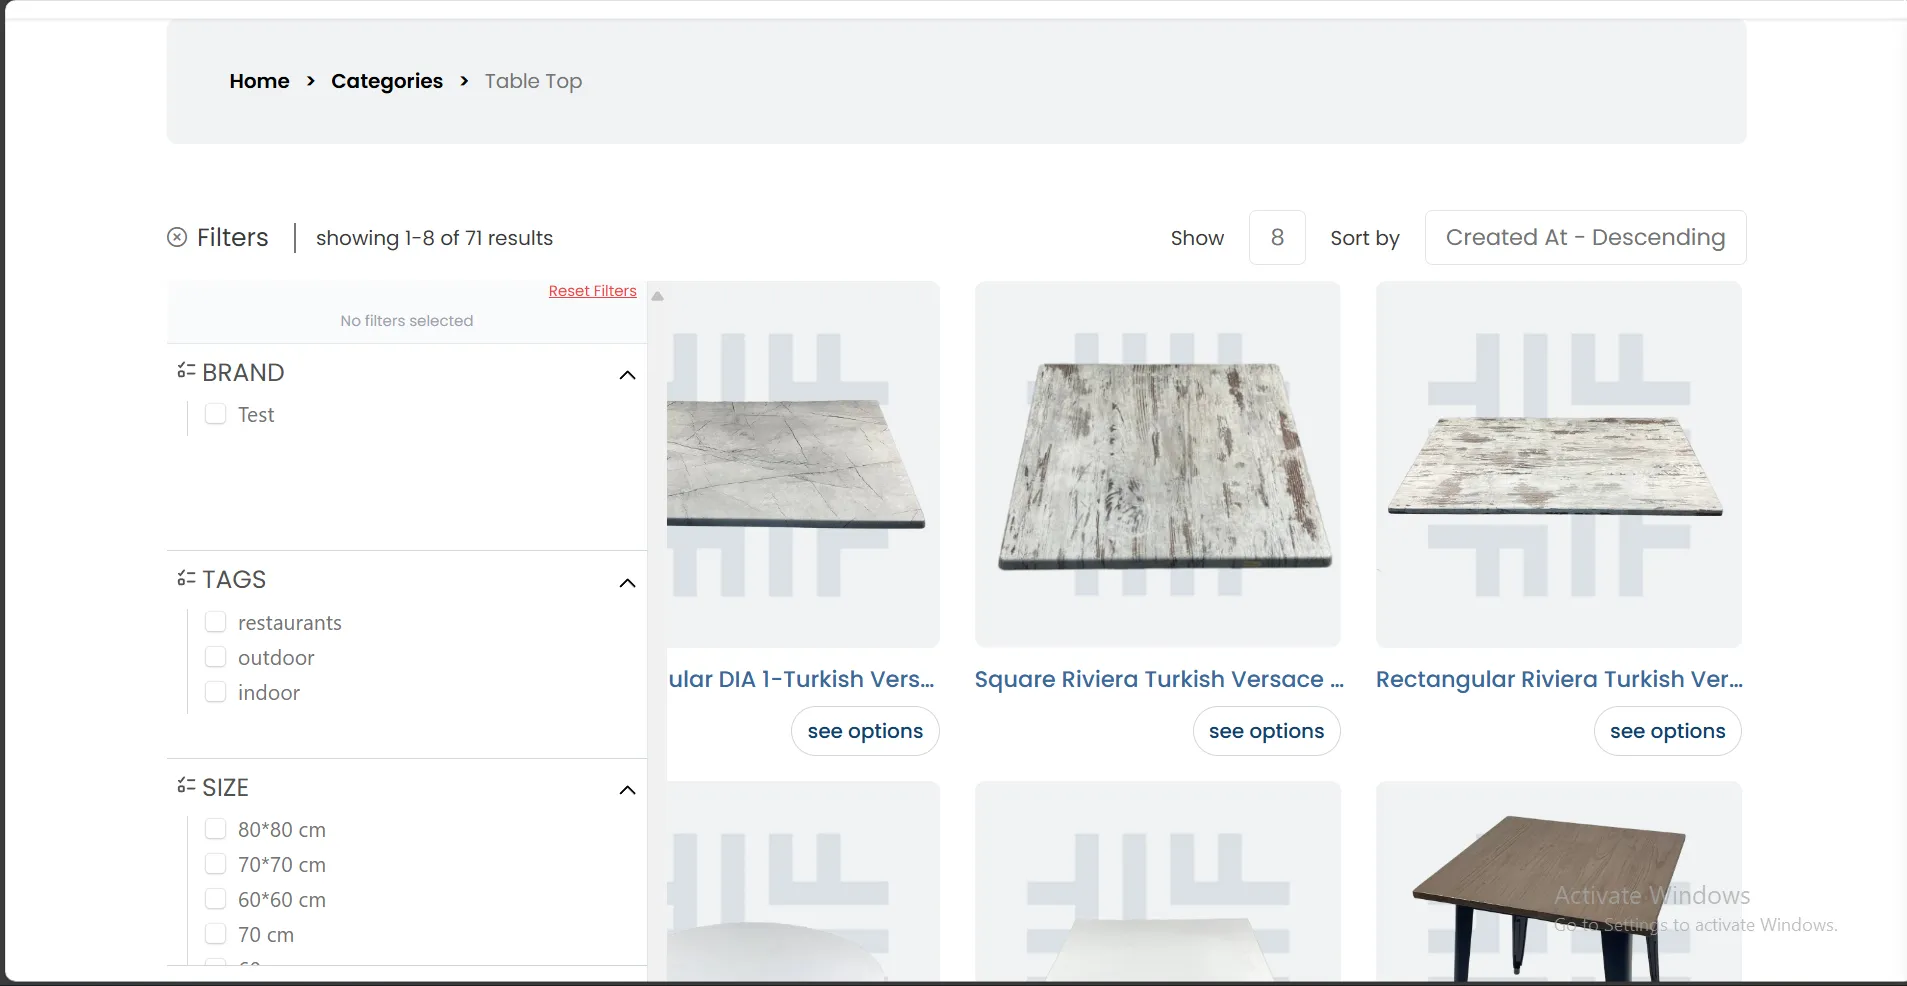 Home > Categories > Table Top
Filters | showing 1-8 of 71 results
Show 8 Sort by Created At - Descending
Reset Filters
No filters selected
BRAND
Test
TAGS
restaurants
outdoor
indoor
SIZE
80*80 cm
70*70 cm
60*60 cm
70 cm
ular DIA 1-Turkish Vers...
see options
Square Riviera Turkish Versace ...
see options
Rectangular Riviera Turkish Ver...
see options
Activate Windows
Go to Settings to activate Windows.